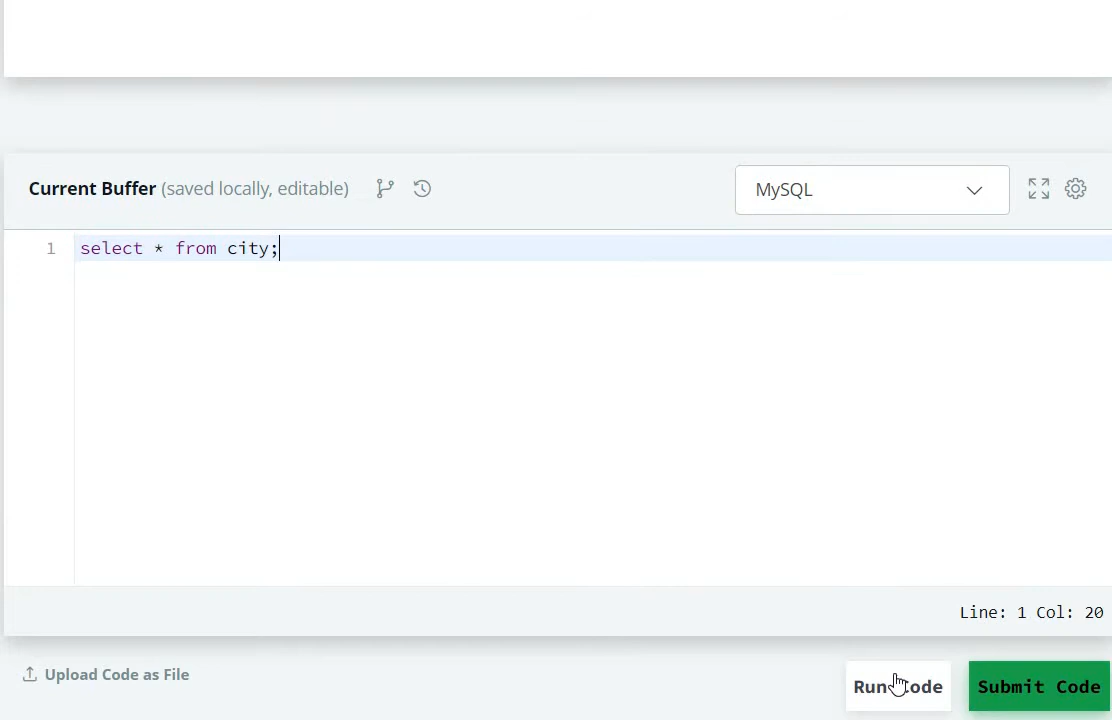 Current Buffer (saved locally, editable)
MySQL
1 select * from city;
Line: 1 Col: 20
Upload Code as File
Run Code
Submit Code